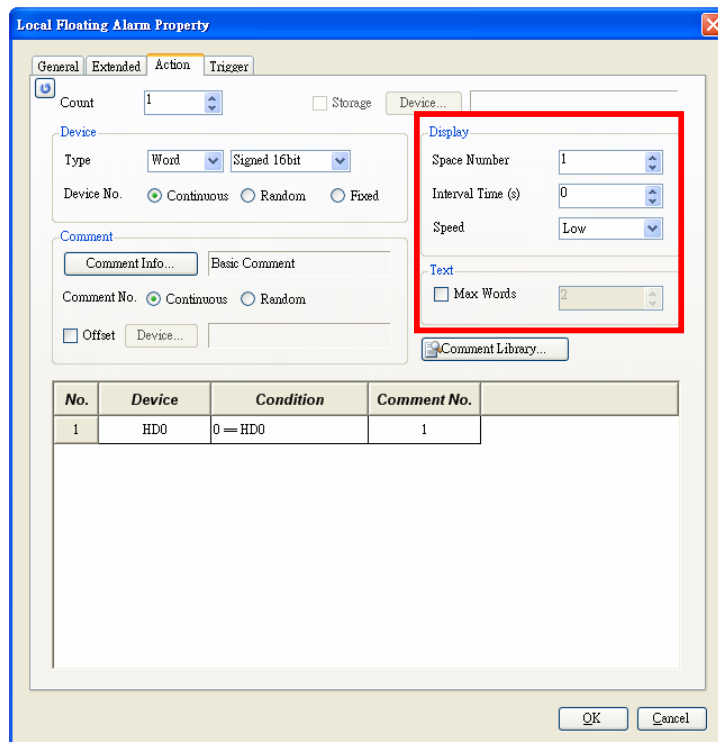 Local Floating Alarm Property
General Extended Action Trigger
Count 1 Storage Device...
Device
Type Word Signed 16bit
Device No. Continuous Random Fixed
Display
Space Number 1
Interval Time (s) 0
Speed Low
Comment
Comment Info... Basic Comment
Comment No. Continuous Random
Offset Device...
Text
Max Words 2
Comment Library...
No. Device Condition Comment No.
1 HD0 0 == HD0 1
OK Cancel